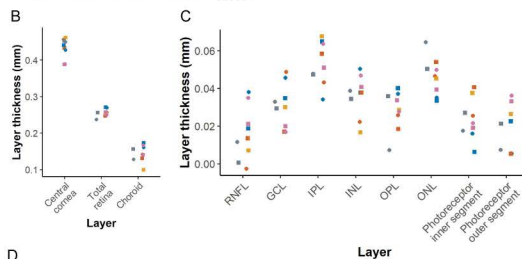 B
Layer thickness (mm)
0.4
0.3
0.2
0.1
Central
cornea
Total
retina
Choroid
Layer
C
Layer thickness (mm)
0.06
0.04
0.02
0.00
RNFL
GCL
IPL
INL
OPL
ONL
Photoreceptor
inner segment
Photoreceptor
outer segment
Layer
D